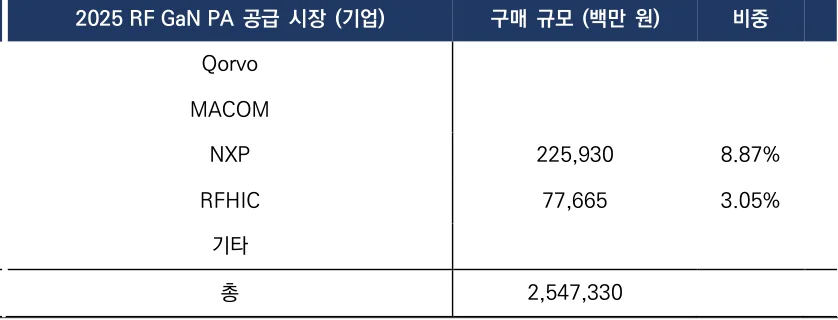 2025 RF GaN PA 공급 시장 (기업) 구매 규모 (백만 원) 비중
Qorvo
MACOM
NXP 225,930 8.87%
RFHIC 77,665 3.05%
기타
총 2,547,330